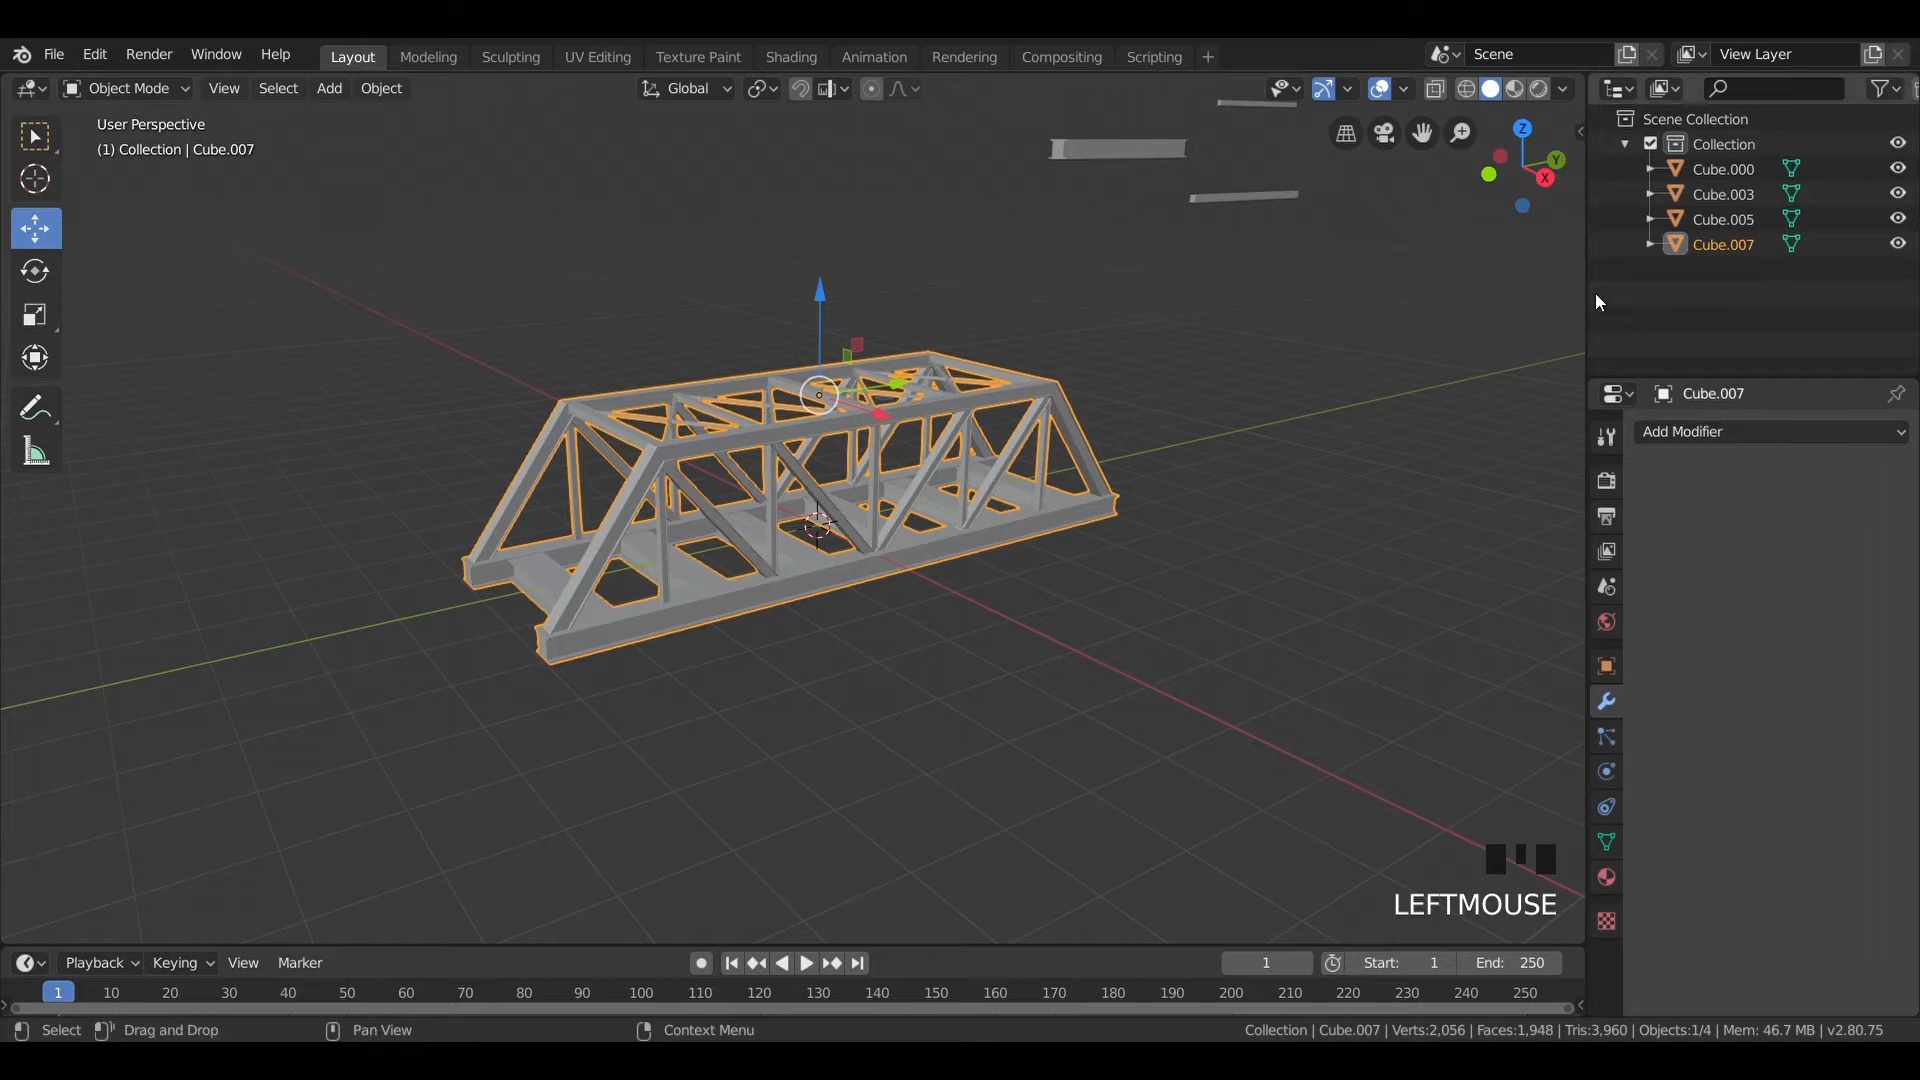 File Edit Render Window Help Layout Modeling Sculpting UV Editing Texture Paint Shading Animation Rendering Compositing Scripting + Scene View Layer
Object Mode View Select Add Object Global
User Perspective
(1) Collection | Cube.007
Z
Y
X
Scene Collection
Collection
Cube.000
Cube.003
Cube.005
Cube.007
Cube.007
Add Modifier
LEFTMOUSE
Playback Keying View Marker 1 Start: 1 End: 250
1 10 20 30 40 50 60 70 80 90 100 110 120 130 140 150 160 170 180 190 200 210 220 230 240 250
Select Drag and Drop Pan View Context Menu Collection | Cube.007 | Verts:2,056 | Faces:1,948 | Tris:3,960 | Objects:1/4 | Mem: 46.7 MB | v2.80.75